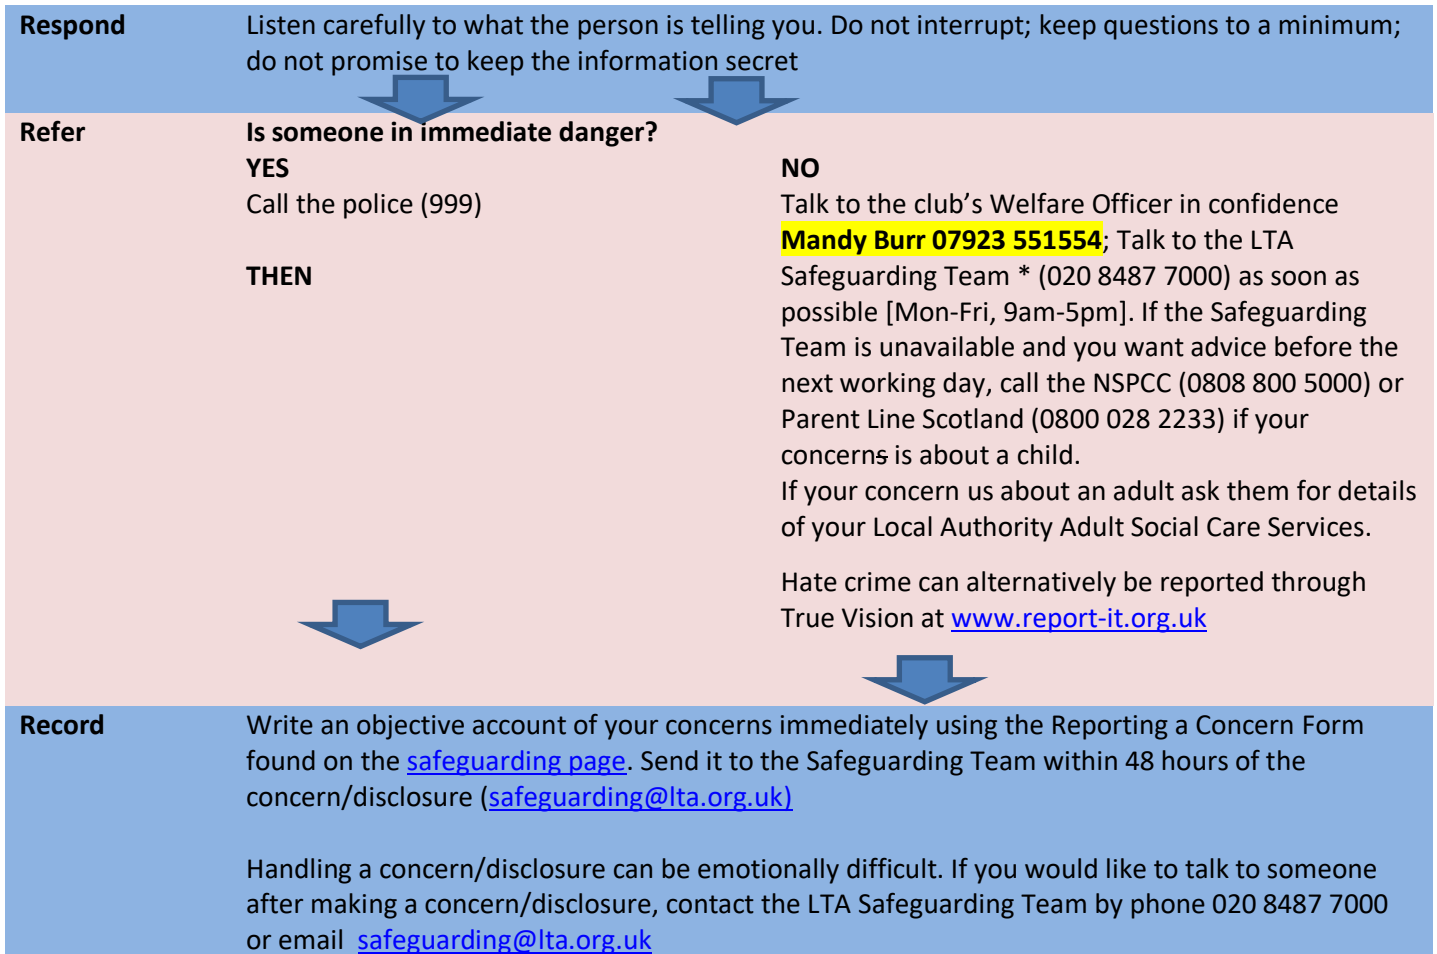 Respond
Listen carefully to what the person is telling you. Do not interrupt; keep questions to a minimum;
do not promise to keep the information secret
Refer
Is someone in immediate danger?
YES
Call the police (999)
THEN
NO
Talk to the club’s Welfare Officer in confidence
Mandy Burr 07923 551554; Talk to the LTA
Safeguarding Team * (020 8487 7000) as soon as
possible [Mon-Fri, 9am-5pm]. If the Safeguarding
Team is unavailable and you want advice before the
next working day, call the NSPCC (0808 800 5000) or
Parent Line Scotland (0800 028 2233) if your
concerns is about a child.
If your concern us about an adult ask them for details
of your Local Authority Adult Social Care Services.
Hate crime can alternatively be reported through
True Vision at www.report-it.org.uk
Record
Write an objective account of your concerns immediately using the Reporting a Concern Form
found on the safeguarding page. Send it to the Safeguarding Team within 48 hours of the
concern/disclosure (safeguarding@lta.org.uk)
Handling a concern/disclosure can be emotionally difficult. If you would like to talk to someone
after making a concern/disclosure, contact the LTA Safeguarding Team by phone 020 8487 7000
or email safeguarding@lta.org.uk